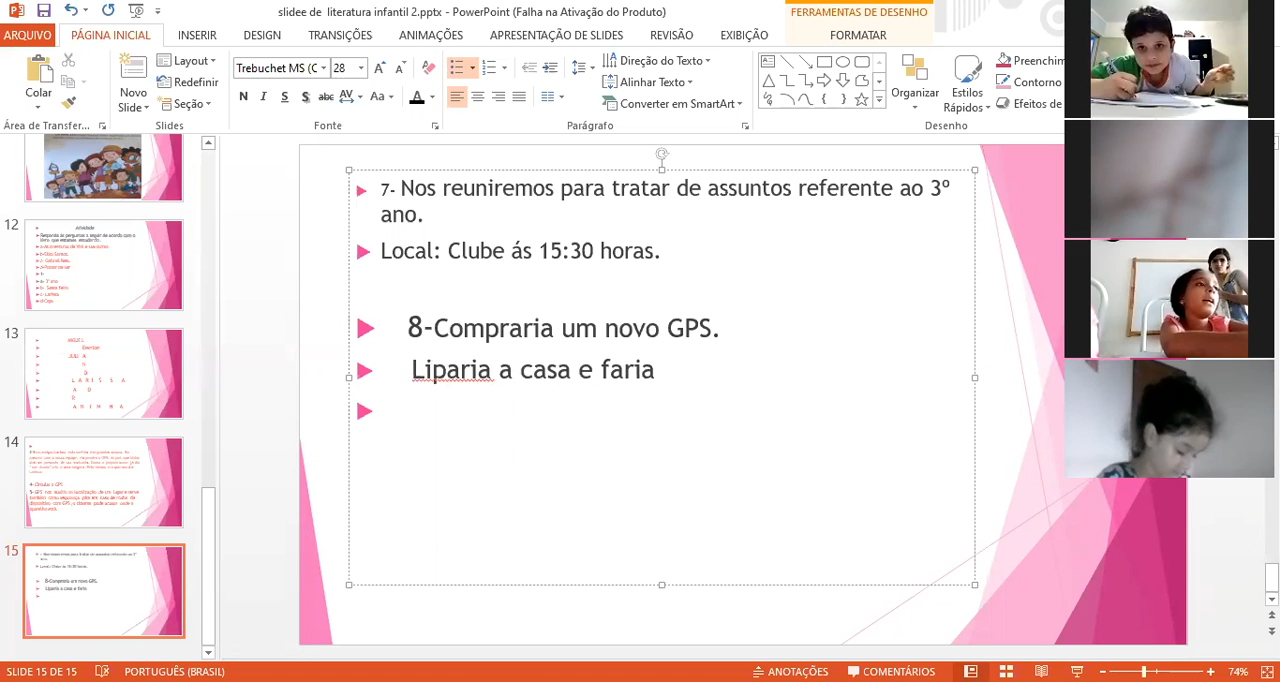 slidee de literatura infantil 2.pptx - PowerPoint (Falha na Ativação do Produto)
FERRAMENTAS DE DESENHO
ARQUIVO PÁGINA INICIAL INSERIR DESIGN TRANSIÇÕES ANIMAÇÕES APRESENTAÇÃO DE SLIDES REVISÃO EXIBIÇÃO FORMATAR
Colar
Novo
Slide
Layout
Redefinir
Seção
Trebuchet MS (C 28
N I S S abc AV Aa A
Direção do Texto
Alinhar Texto
Converter em SmartArt
Organizar
Estilos
Rápidos
Preenchim
Contorno
Efeitos de
Área de Transfer...
Slides
Fonte
Parágrafo
Desenho
12
13
14
15
7- Nos reuniremos para tratar de assuntos referente ao 3º
ano.
Local: Clube ás 15:30 horas.
8-Compraria um novo GPS.
Liparia a casa e faria
SLIDE 15 DE 15 PORTUGUÊS (BRASIL) ANOTAÇÕES COMENTÁRIOS 74%